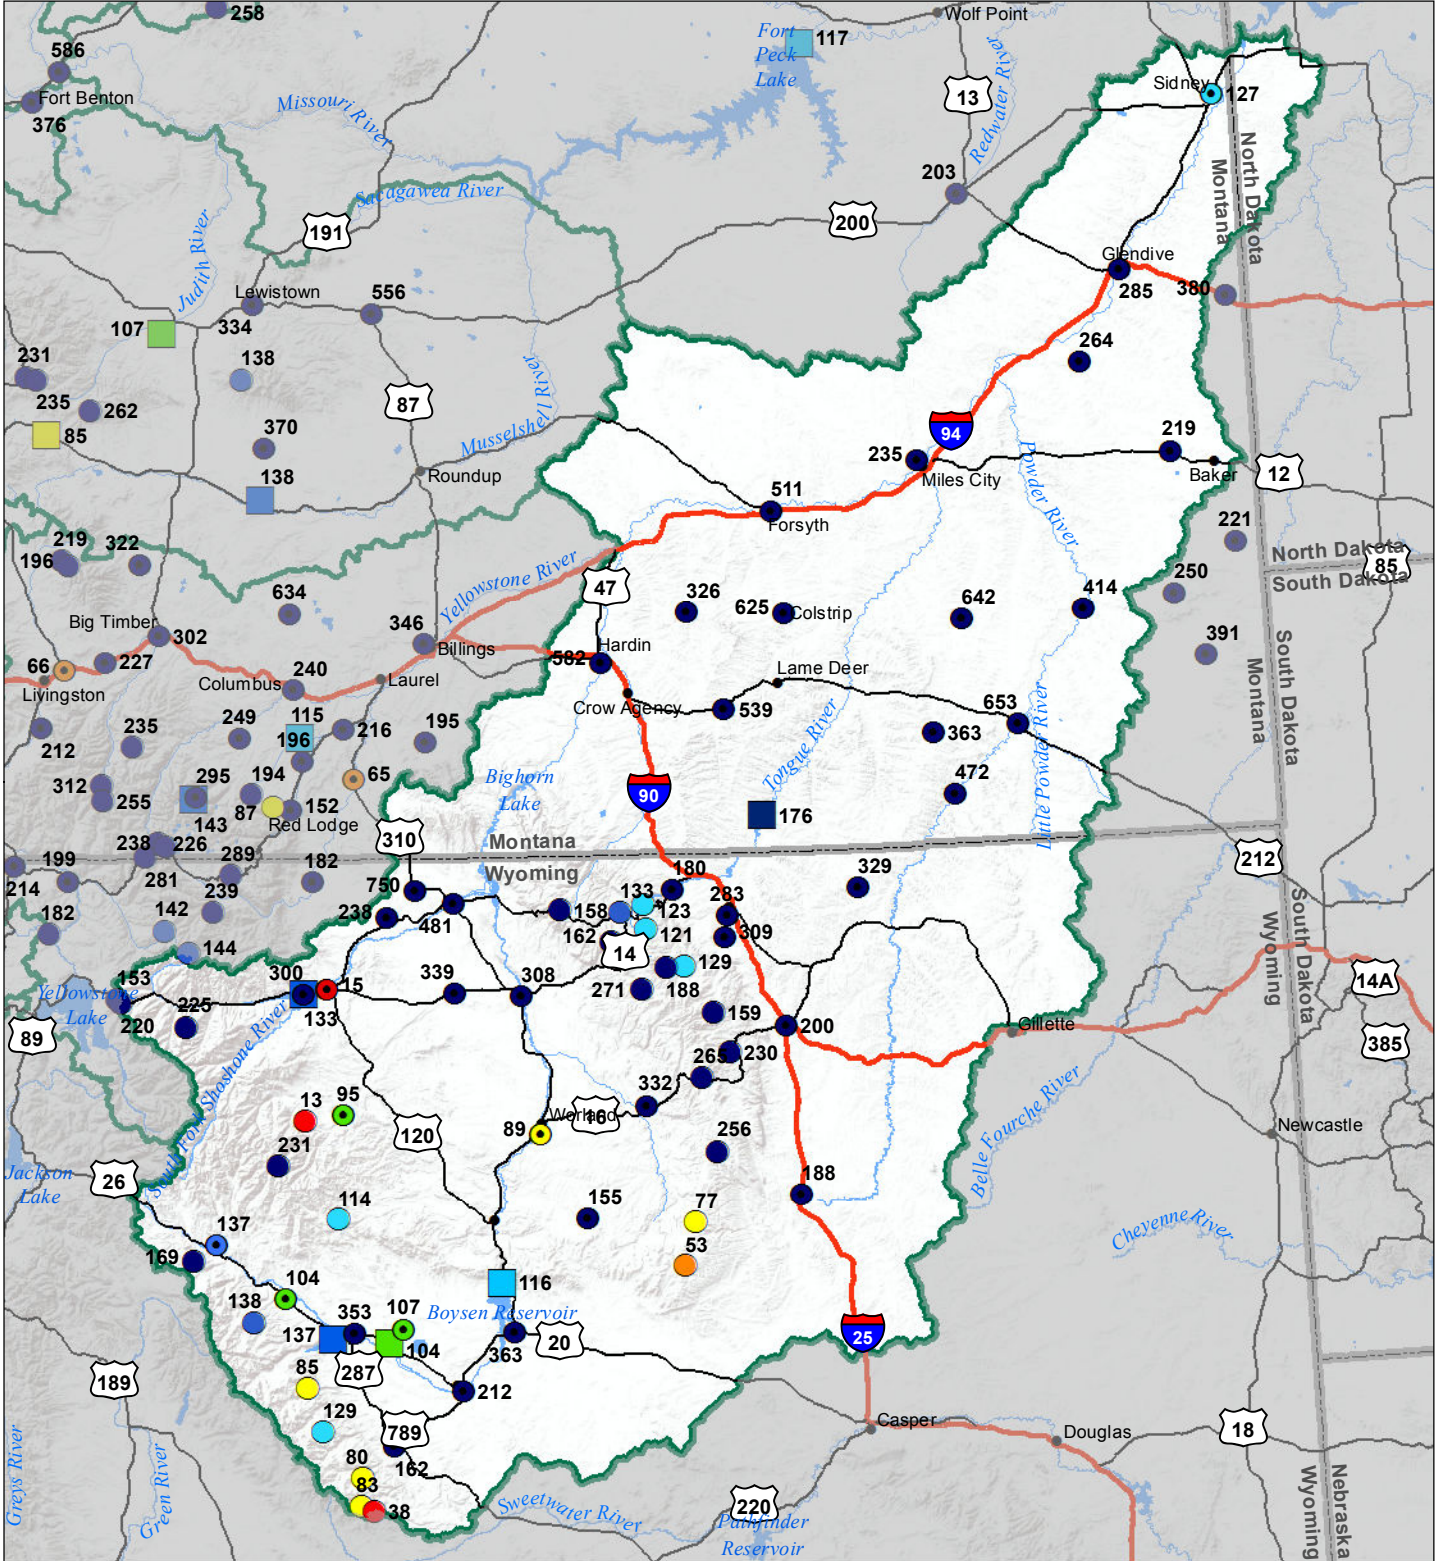 258
Wolf Point
586
Fort
Peck
Lake
117
Fort Benton
376
Missouri River
13
Redwater River
Sidney
127
North Dakota
Montana
203
Sacagawea River
191
200
Judith River
Glendive
285
380
Lewistown
334
556
107
231
138
264
235
262
87
Musselshell River
85
370
Musselshell River
94
219
235
Miles City
Baker
12
138
Roundup
511
Forsyth
Powder River
221
219
196
322
North Dakota
South Dakota
85
250
Yellowstone River
47
634
326
625
Colstrip
642
414
Big Timber
302
346
Billings
Hardin
582
391
66
227
Livingston
Columbus
240
Laurel
Lame Deer
South Dakota
Montana
Crow Agency
539
653
212
235
249
115
196
216
195
363
Tongue River
Little Powder River
312
255
295
143
194
87
152
Red Lodge
65
Bighorn
Lake
90
472
176
310
Montana
Wyoming
212
238
226
199
214
281
289
239
182
750
238
481
180
133
158
123
283
329
182
142
144
162
14
121
309
South Dakota
Wyoming
153
Yellowstone
Lake
220
225
300
15
133
339
308
271
129
188
159
14A
89
South Fork Shoshone River
200
Gillette
385
265
230
332
13
95
120
Worland
16
89
231
256
Belle Fourche River
Newcastle
26
Jackson
Lake
188
114
155
77
Cheyenne River
137
169
53
104
138
116
Boysen Reservoir
353
107
137
104
363
20
25
287
189
85
212
129
789
Casper
Douglas
18
80
162
83
38
Greys River
Green River
Sweetwater River
220
Pathfinder
Reservoir
Nebraska
Wyoming